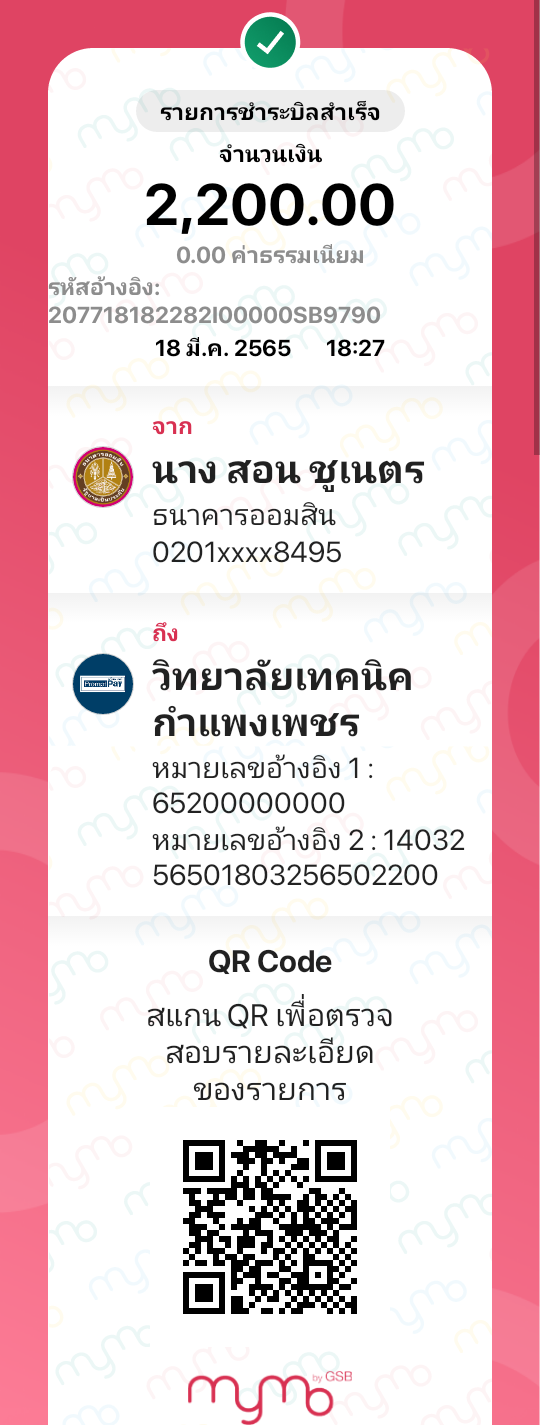 รายการชำระบิลสำเร็จ
จำนวนเงิน
2,200.00
0.00 ค่าธรรมเนียม
รหัสอ้างอิง:
207718182282I00000SB9790
18 มี.ค. 2565 18:27
จาก
นาง สอน ชูเนตร
ธนาคารออมสิน
0201xxxx8495
ถึง
วิทยาลัยเทคนิค
กำแพงเพชร
หมายเลขอ้างอิง 1 :
65200000000
หมายเลขอ้างอิง 2 : 14032
56501803256502200
QR Code
สแกน QR เพื่อตรวจ
สอบรายละเอียด
ของรายการ
by GSB
mymo